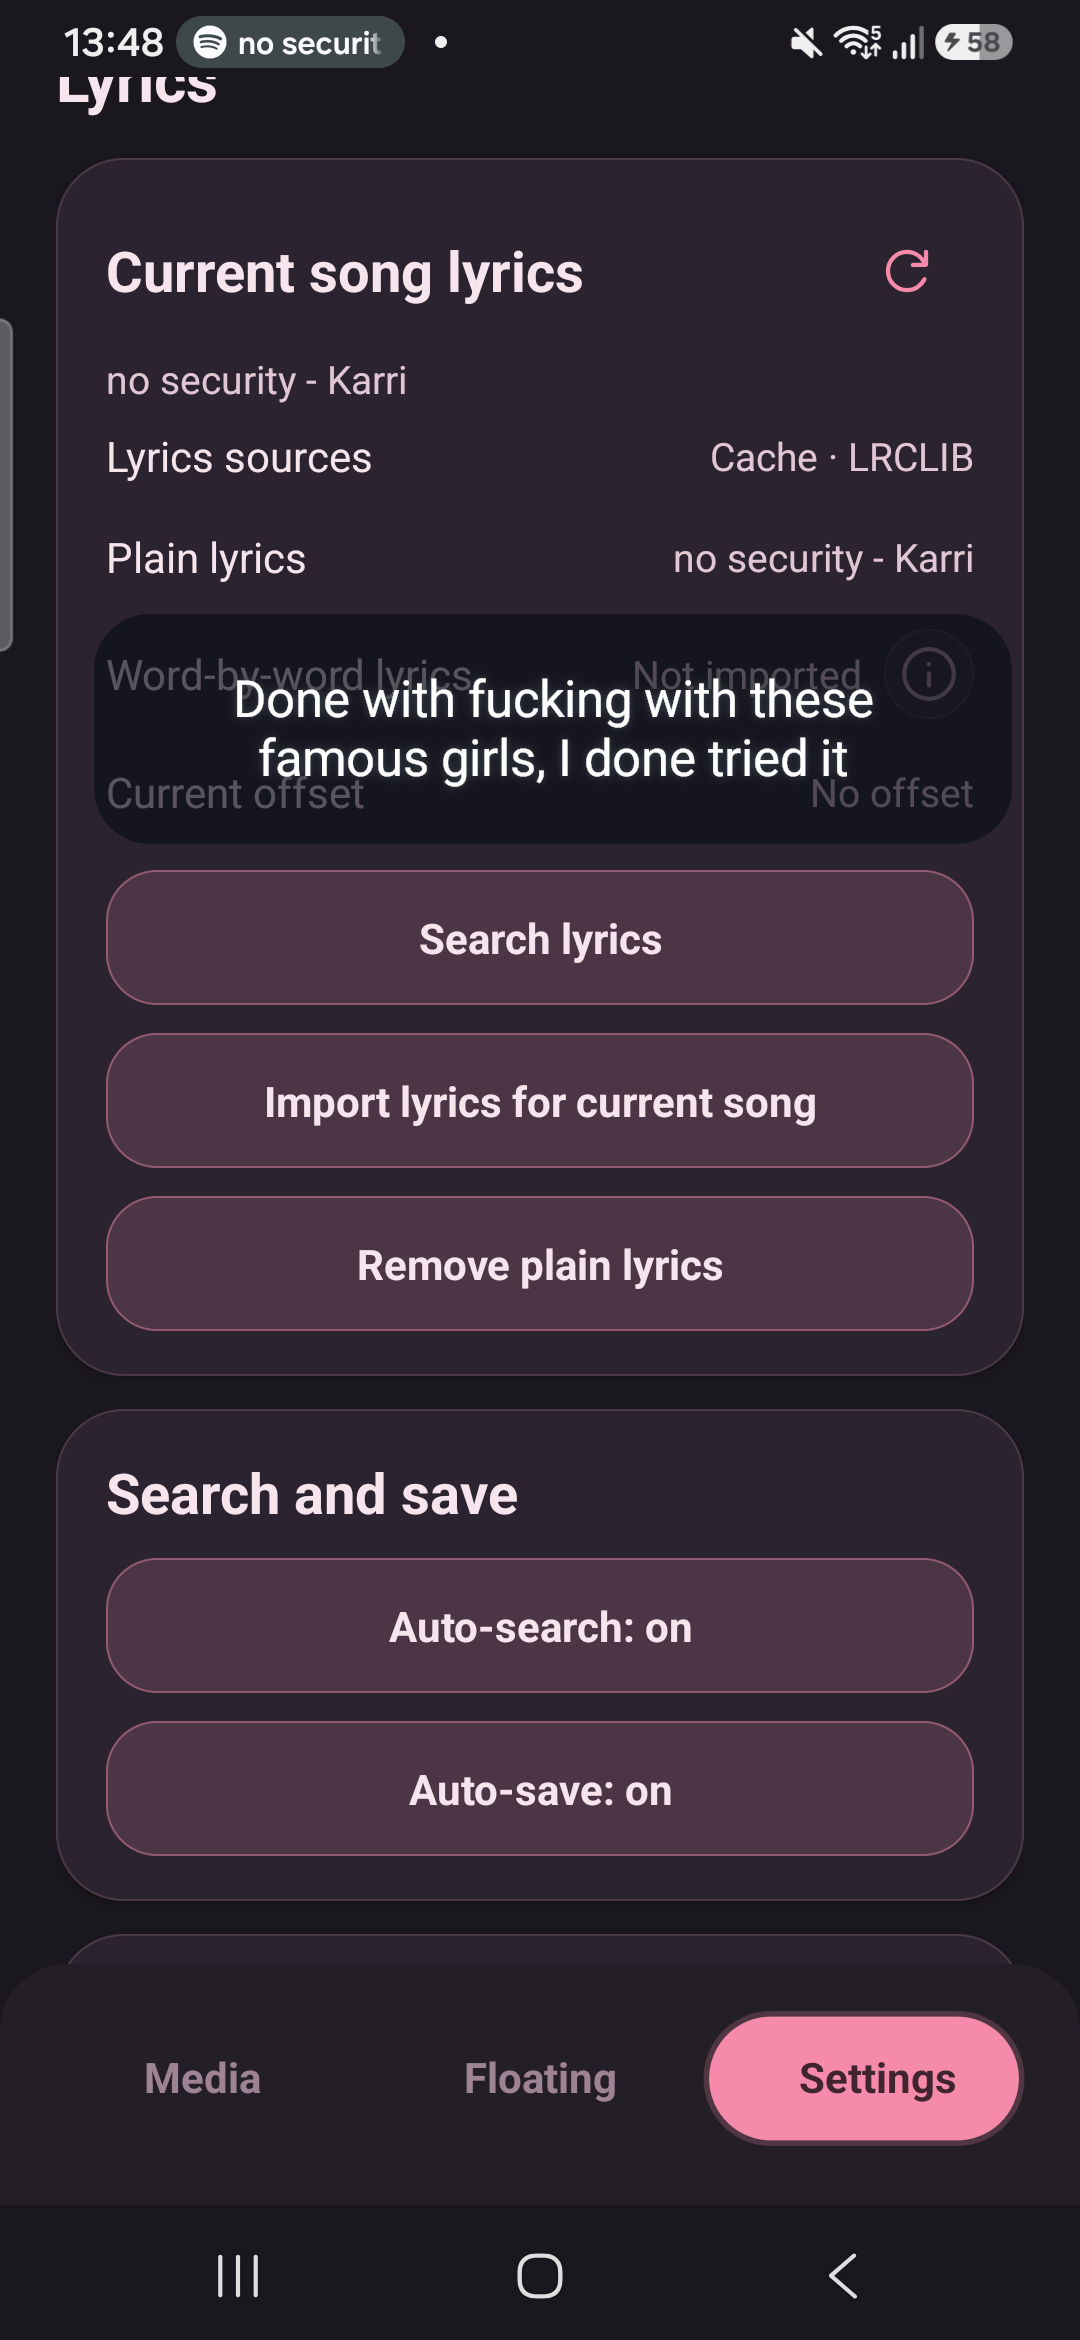 13:48 no securit 5 58
Lyrics
Current song lyrics
no security - Karri
Lyrics sources Cache · LRCLIB
Plain lyrics no security - Karri
Word-by-word lyrics Not imported
Done with fucking with these
famous girls, I done tried it
Current offset No offset
Search lyrics
Import lyrics for current song
Remove plain lyrics
Search and save
Auto-search: on
Auto-save: on
Media Floating Settings